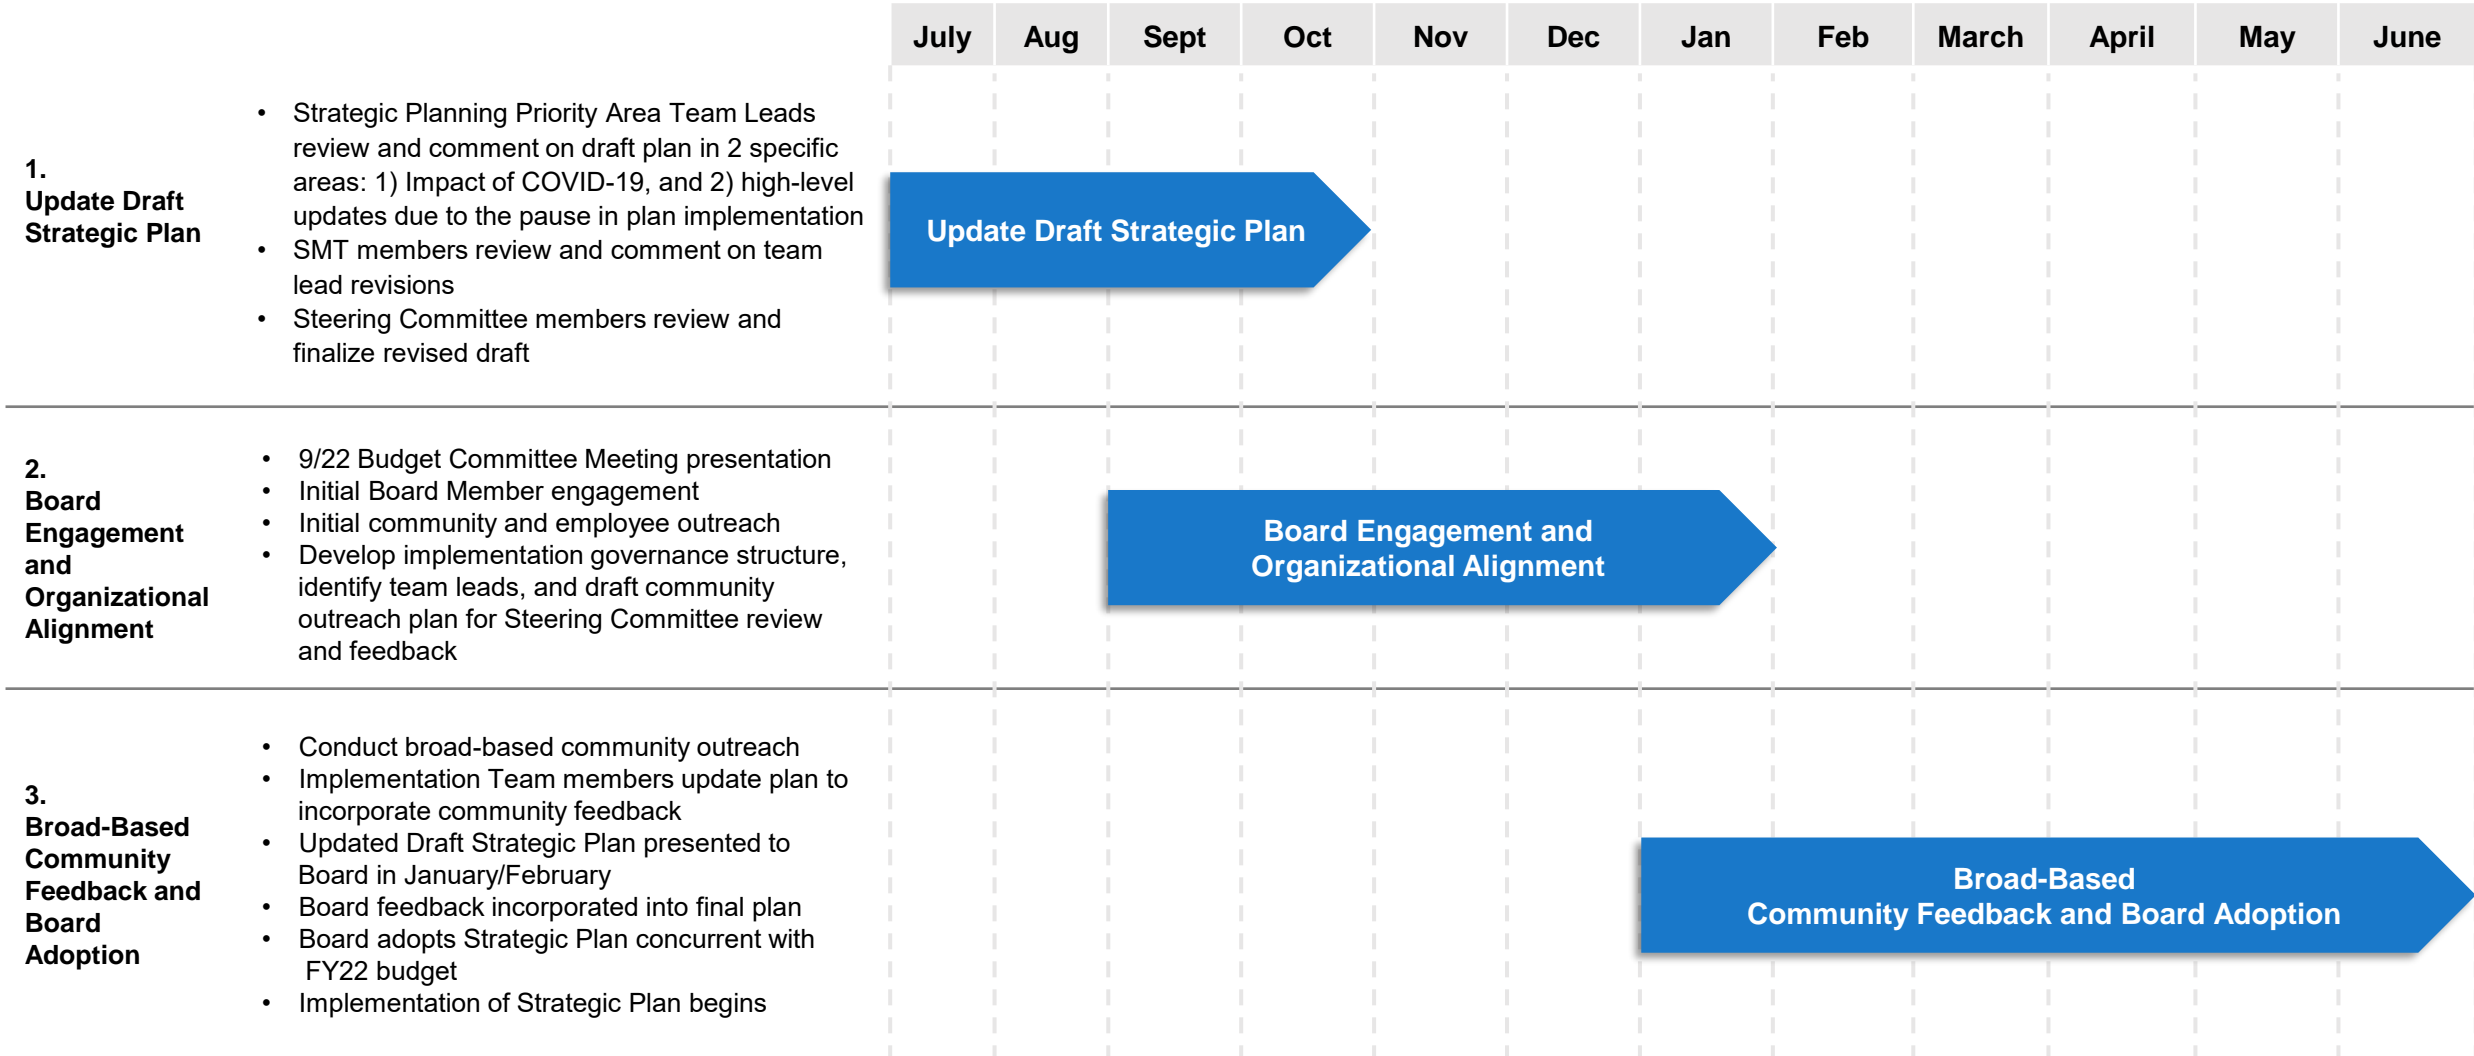 July Aug Sept Oct Nov Dec Jan Feb March April May June
1.
Update Draft
Strategic Plan
• Strategic Planning Priority Area Team Leads
review and comment on draft plan in 2 specific
areas: 1) Impact of COVID-19, and 2) high-level
updates due to the pause in plan implementation
• SMT members review and comment on team
lead revisions
• Steering Committee members review and
finalize revised draft
Update Draft Strategic Plan
2.
Board
Engagement
and
Organizational
Alignment
• 9/22 Budget Committee Meeting presentation
• Initial Board Member engagement
• Initial community and employee outreach
• Develop implementation governance structure,
identify team leads, and draft community
outreach plan for Steering Committee review
and feedback
Board Engagement and
Organizational Alignment
3.
Broad-Based
Community
Feedback and
Board
Adoption
• Conduct broad-based community outreach
• Implementation Team members update plan to
incorporate community feedback
• Updated Draft Strategic Plan presented to
Board in January/February
• Board feedback incorporated into final plan
• Board adopts Strategic Plan concurrent with
FY22 budget
• Implementation of Strategic Plan begins
Broad-Based
Community Feedback and Board Adoption